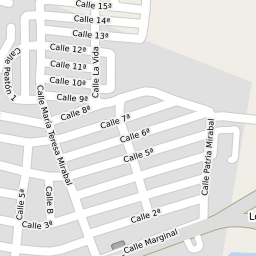 Calle 15ª
Calle 14ª
Calle 13ª
Calle 12ª
Calle La Vida
Calle 11ª
Calle Peatón 1
Calle 10ª
Calle 9ª
Calle 8ª
Calle 7ª
Calle María Teresa Mirabal
Calle 6ª
Calle Patria Mirabal
Calle 5ª
Calle 5ª
Calle B
Calle 2ª
Calle 3ª
Calle Marginal